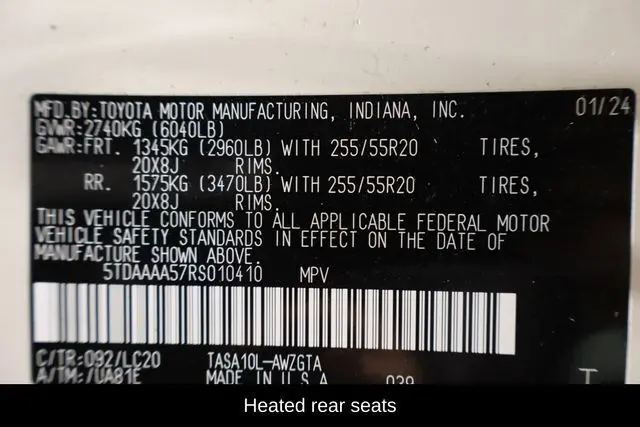 MFD.BY:TOYOTA MOTOR MANUFACTURING, INDIANA, INC. 01/24
GVWR:2740KG (6040LB)
GAWR:FRT. 1345KG (2960LB) WITH 255/55R20 TIRES,
20X8J RIMS.
RR. 1575KG (3470LB) WITH 255/55R20 TIRES,
20X8J RIMS.
THIS VEHICLE CONFORMS TO ALL APPLICABLE FEDERAL MOTOR
VEHICLE SAFETY STANDARDS IN EFFECT ON THE DATE OF
MANUFACTURE SHOWN ABOVE.
5TDAAAA57RS010410 MPV
C/TR:092/LC20 TASA10L-AWZGTA
A/TM:/UA81E MADE IN U.S.A. 039
Heated rear seats